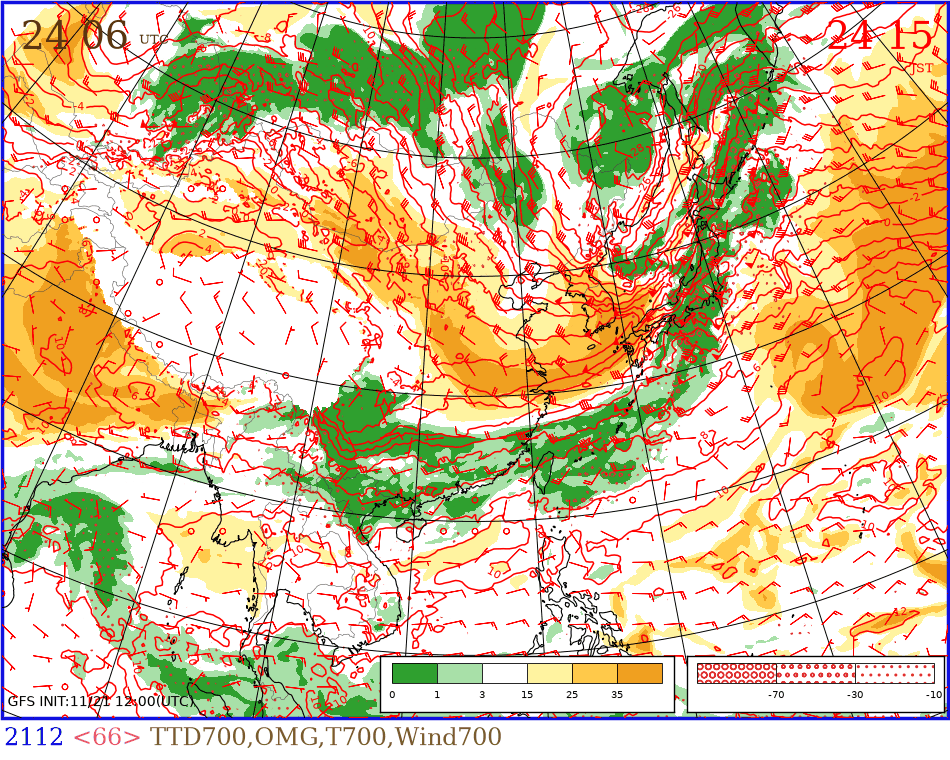 24 06 UTC
24 15 JST
0 1 3 15 25 35
-70 -30 -10
GFS INIT:11/21 12:00(UTC)
2112 <66> TTD700,OMG,T700,Wind700